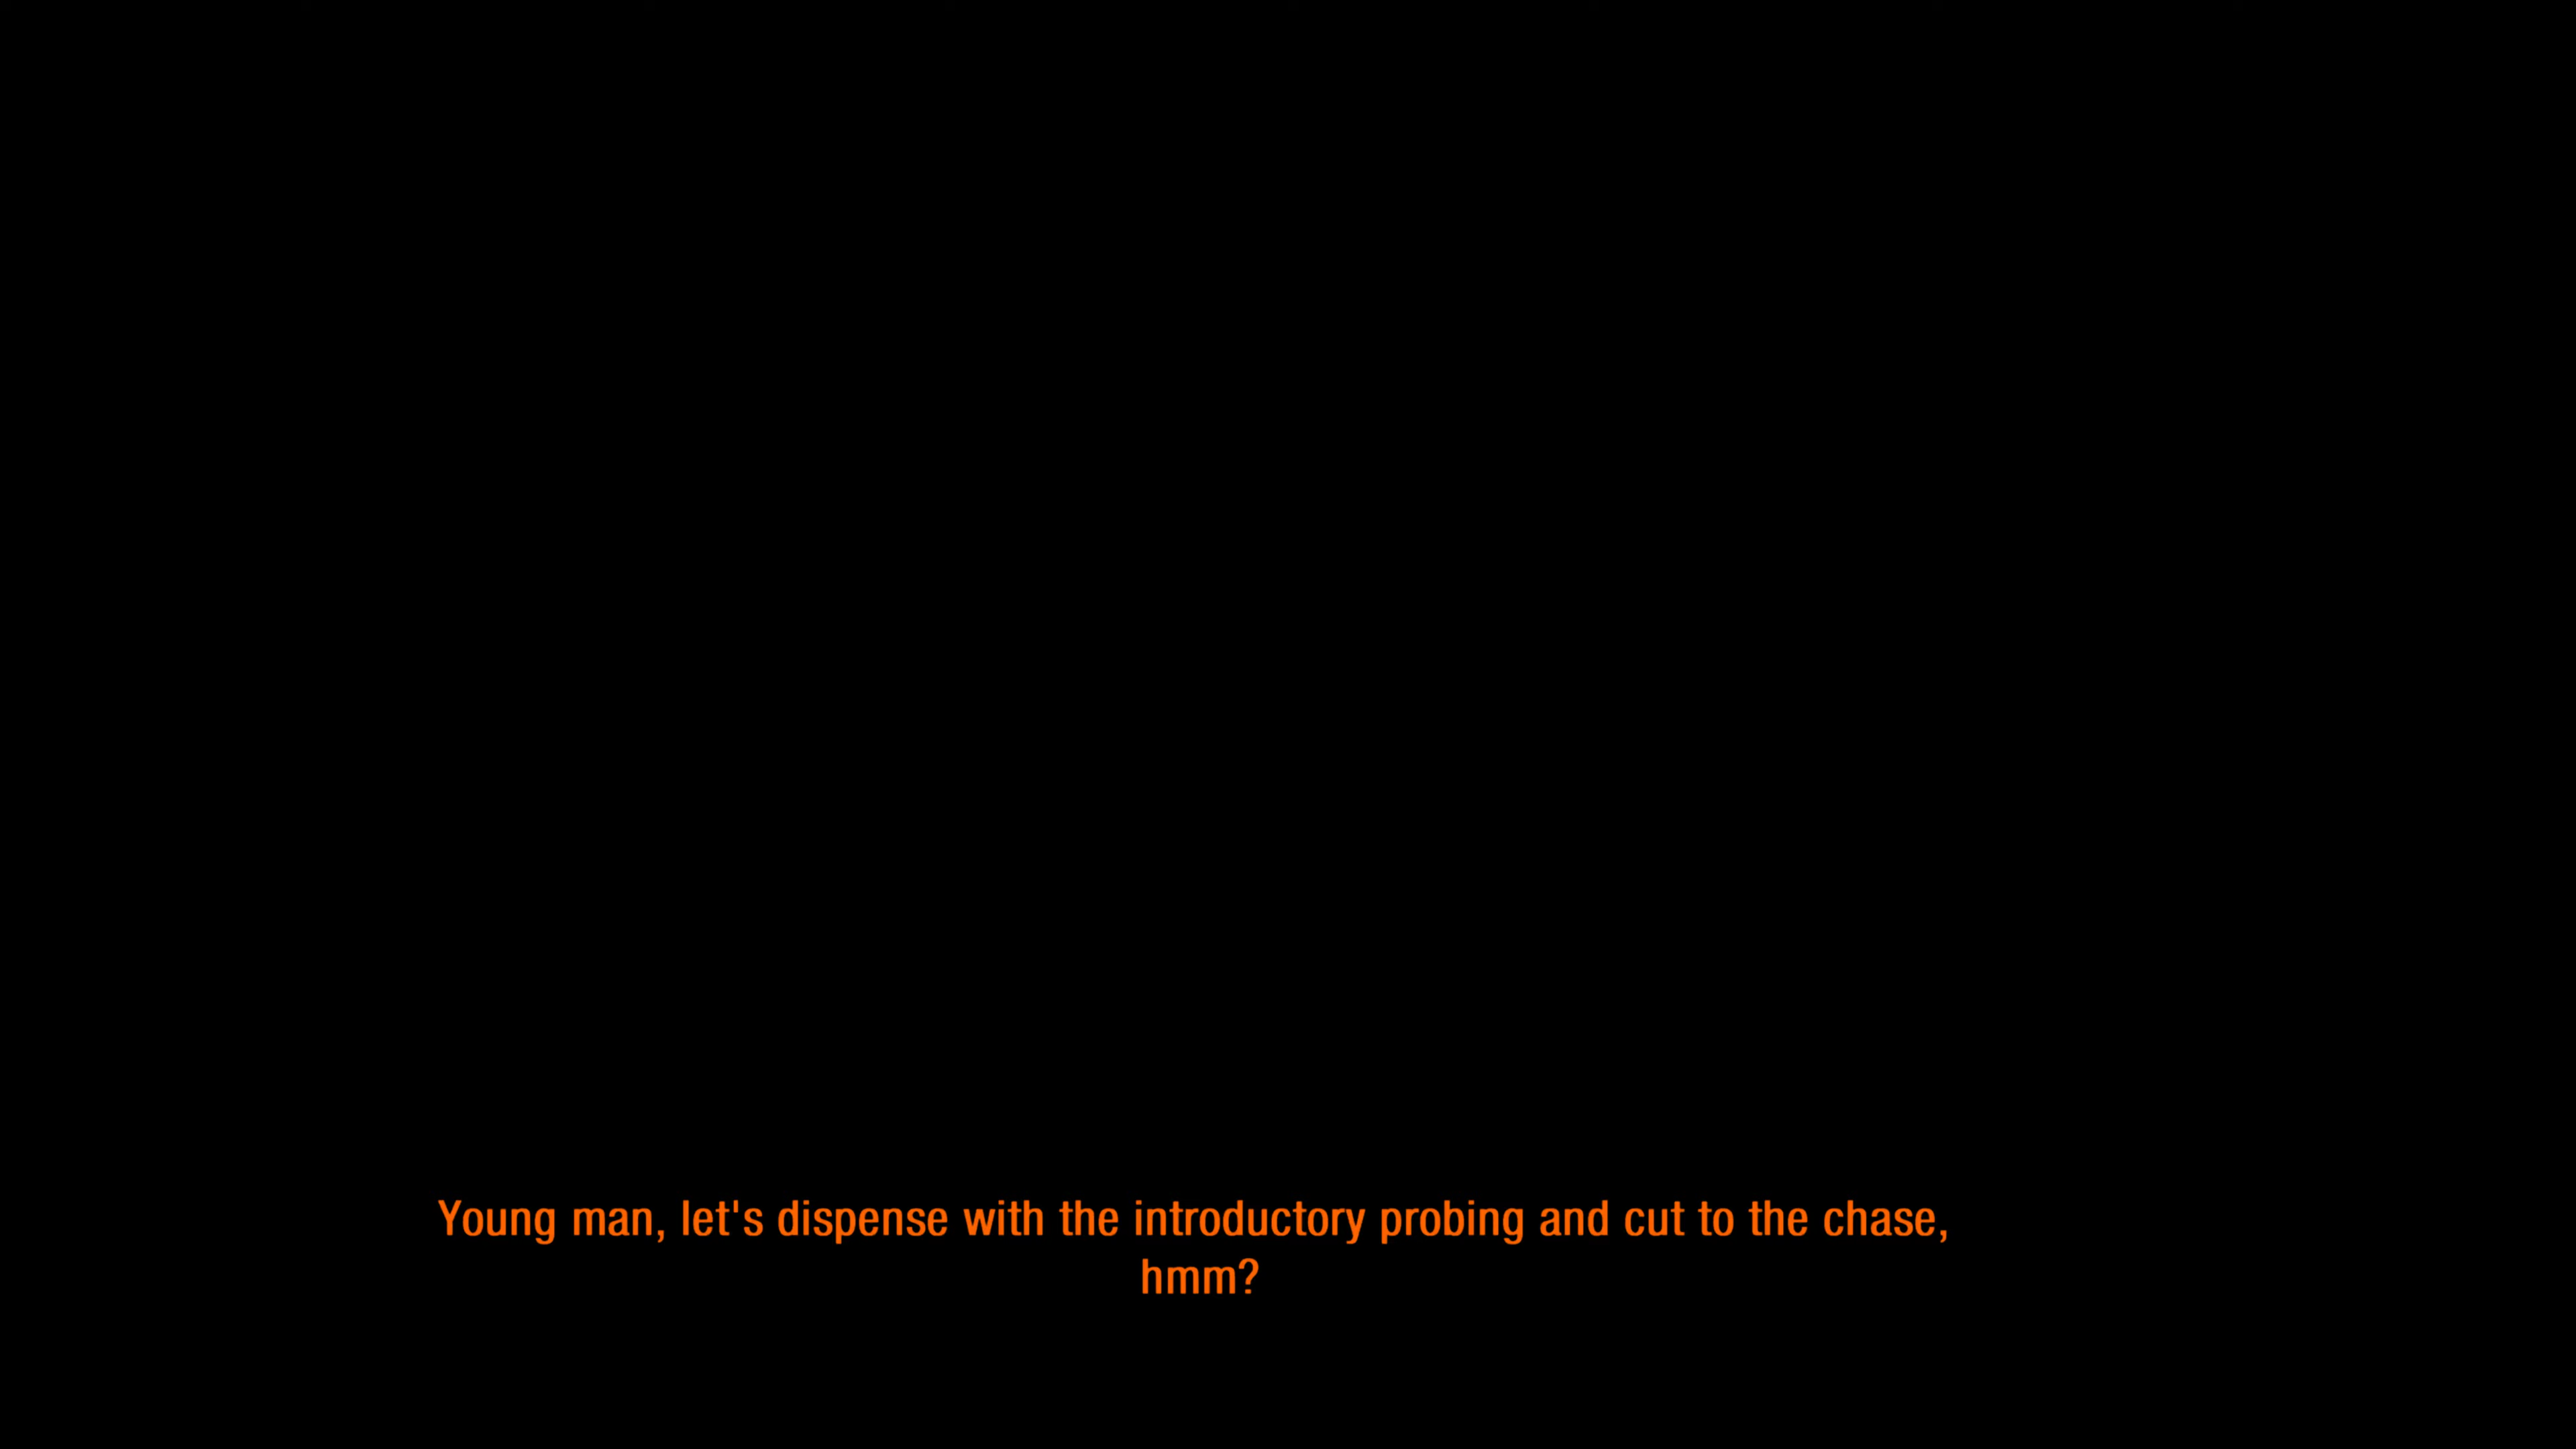 Young man, let's dispense with the introductory probing and cut to the chase,
hmm?